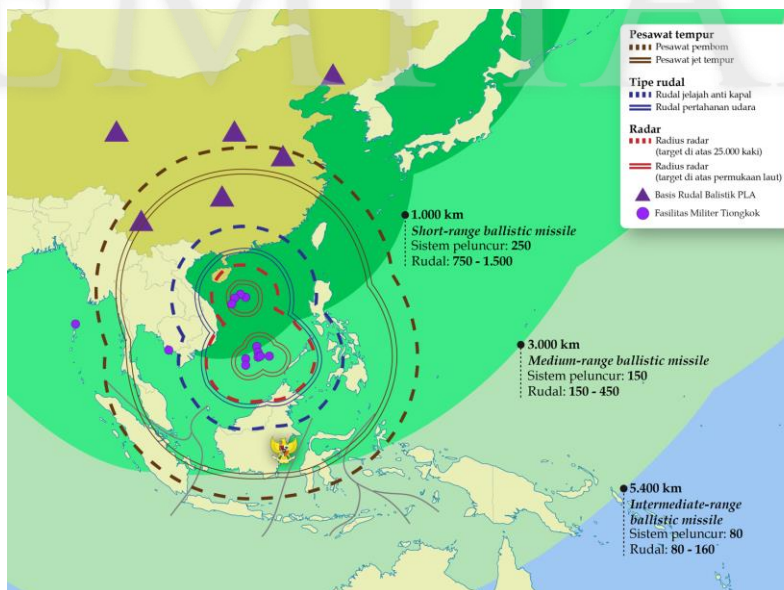 EMITA
Pesawat tempur
Pesawat pembom
Pesawat jet tempur
Tipe rudal
Rudal jelajah anti kapal
Rudal pertahanan udara
Radar
Radius radar
(target di atas 25.000 kaki)
Radius radar
(target di atas permukaan laut)
Basis Rudal Balistik PLA
Fasilitas Militer Tiongkok
1.000 km
Short-range ballistic missile
Sistem peluncur: 250
Rudal: 750 - 1.500
3.000 km
Medium-range ballistic missile
Sistem peluncur: 150
Rudal: 150 - 450
5.400 km
Intermediate-range
ballistic missile
Sistem peluncur: 80
Rudal: 80 - 160